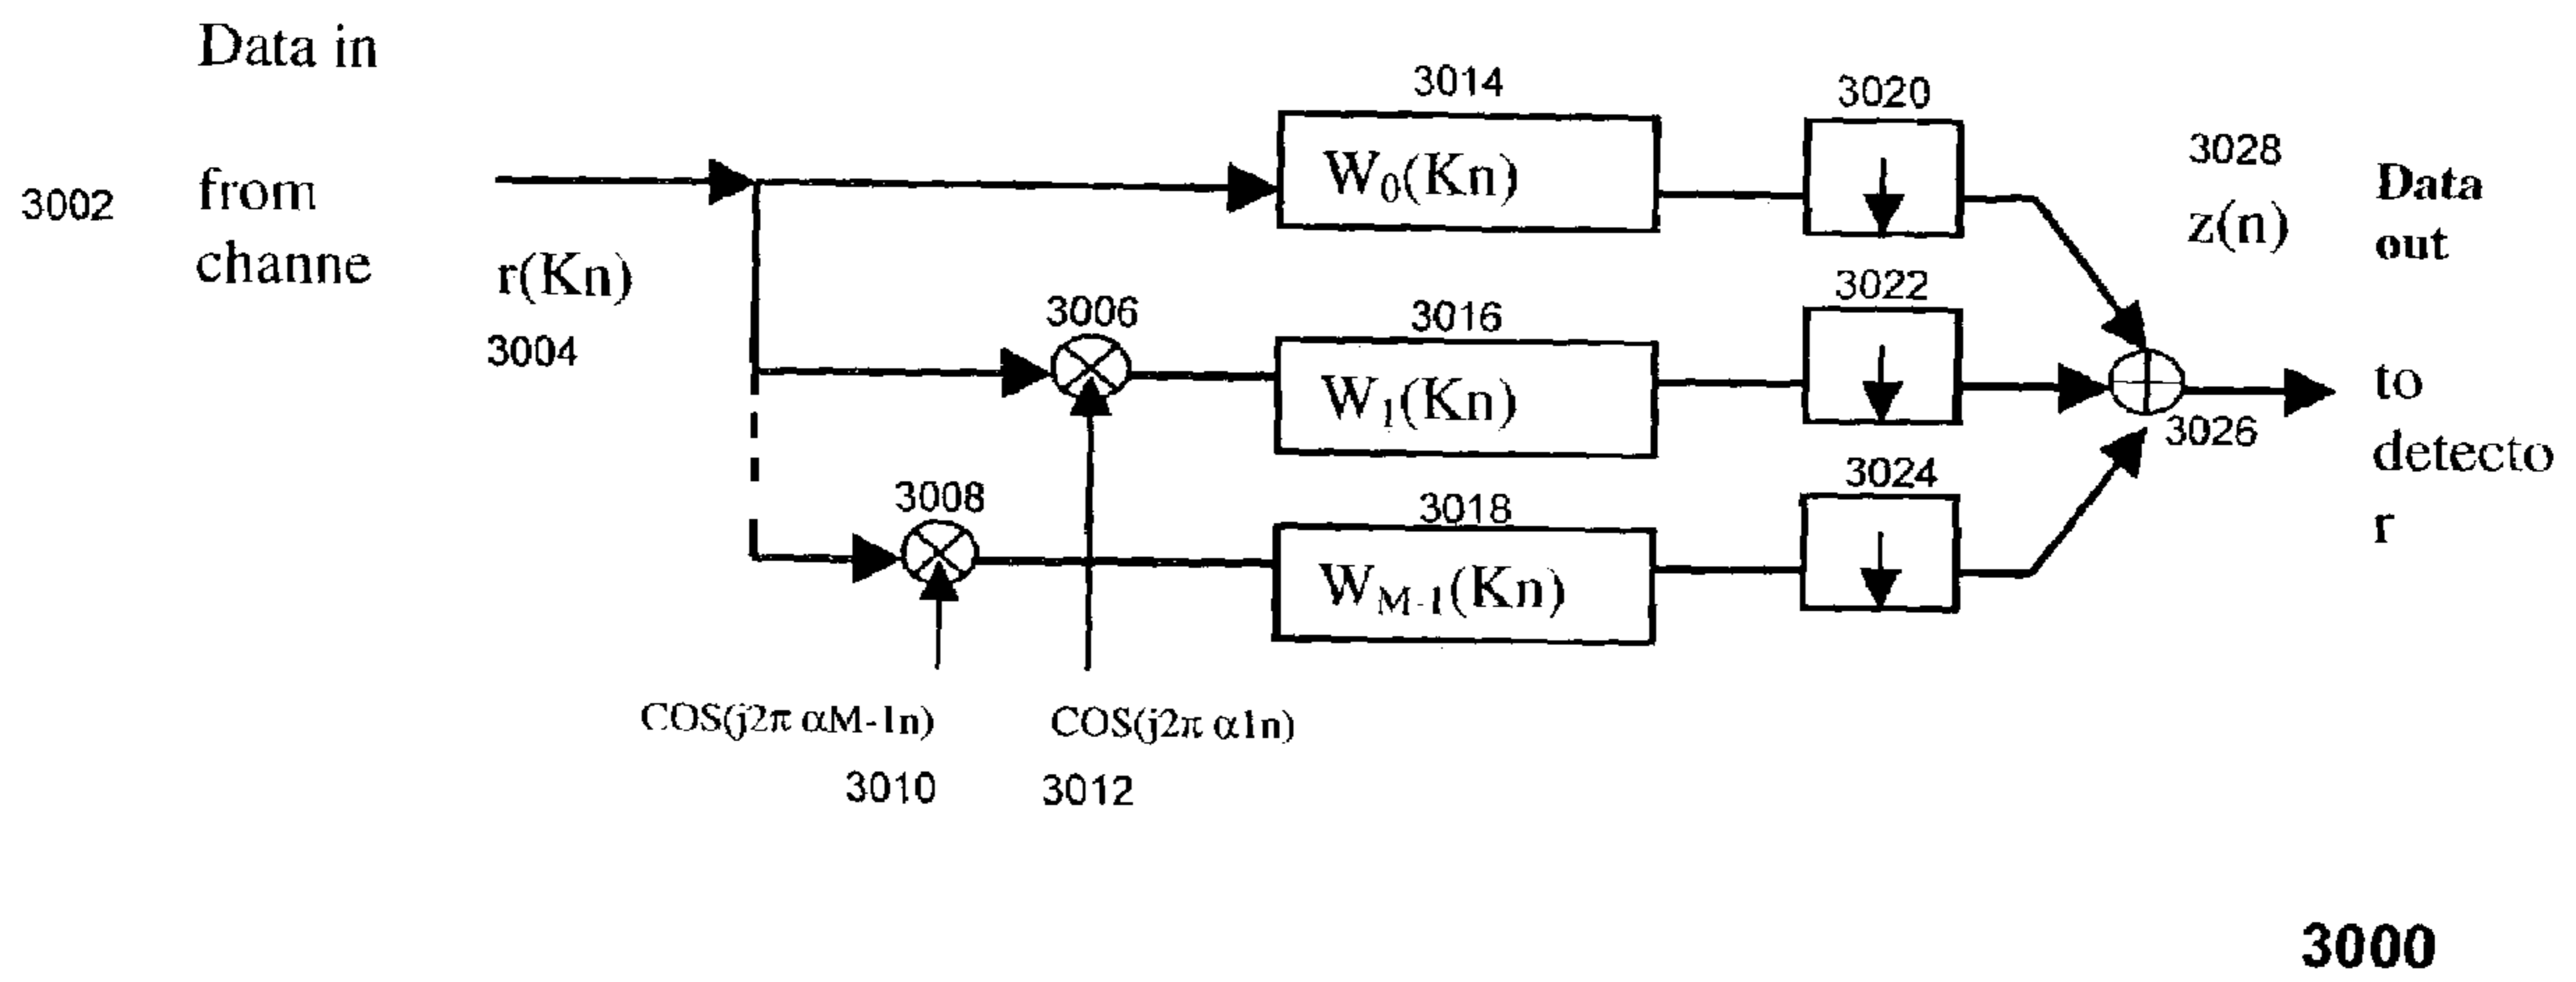 Data in
3014
3020
3002
from
channe
r(Kn)
3004
W₀(Kn)
3028
z(n)
Data
out
3006
3016
3022
W₁(Kn)
3026
to
detecto
r
3008
3018
3024
W_{M-1}(Kn)
COS(j2π αM-1n)
COS(j2π α1n)
3010
3012
3000